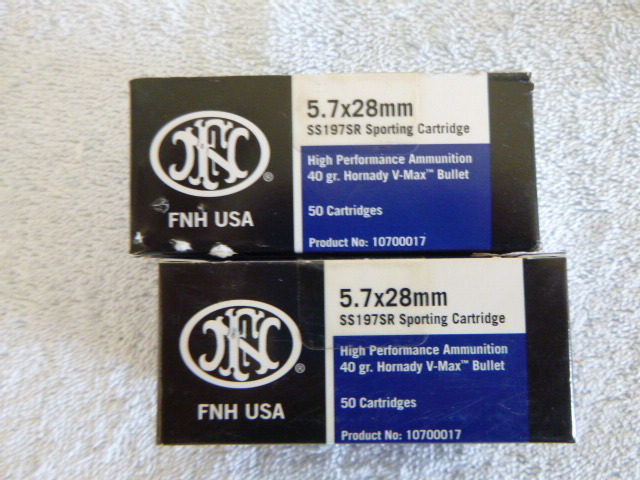 5.7x28mm
SS197SR Sporting Cartridge
High Performance Ammunition
40 gr. Hornady V-Max™ Bullet
50 Cartridges
Product No: 10700017
FN
®
FNH USA
5.7x28mm
SS197SR Sporting Cartridge
High Performance Ammunition
40 gr. Hornady V-Max™ Bullet
50 Cartridges
Product No: 10700017
FN
®
FNH USA